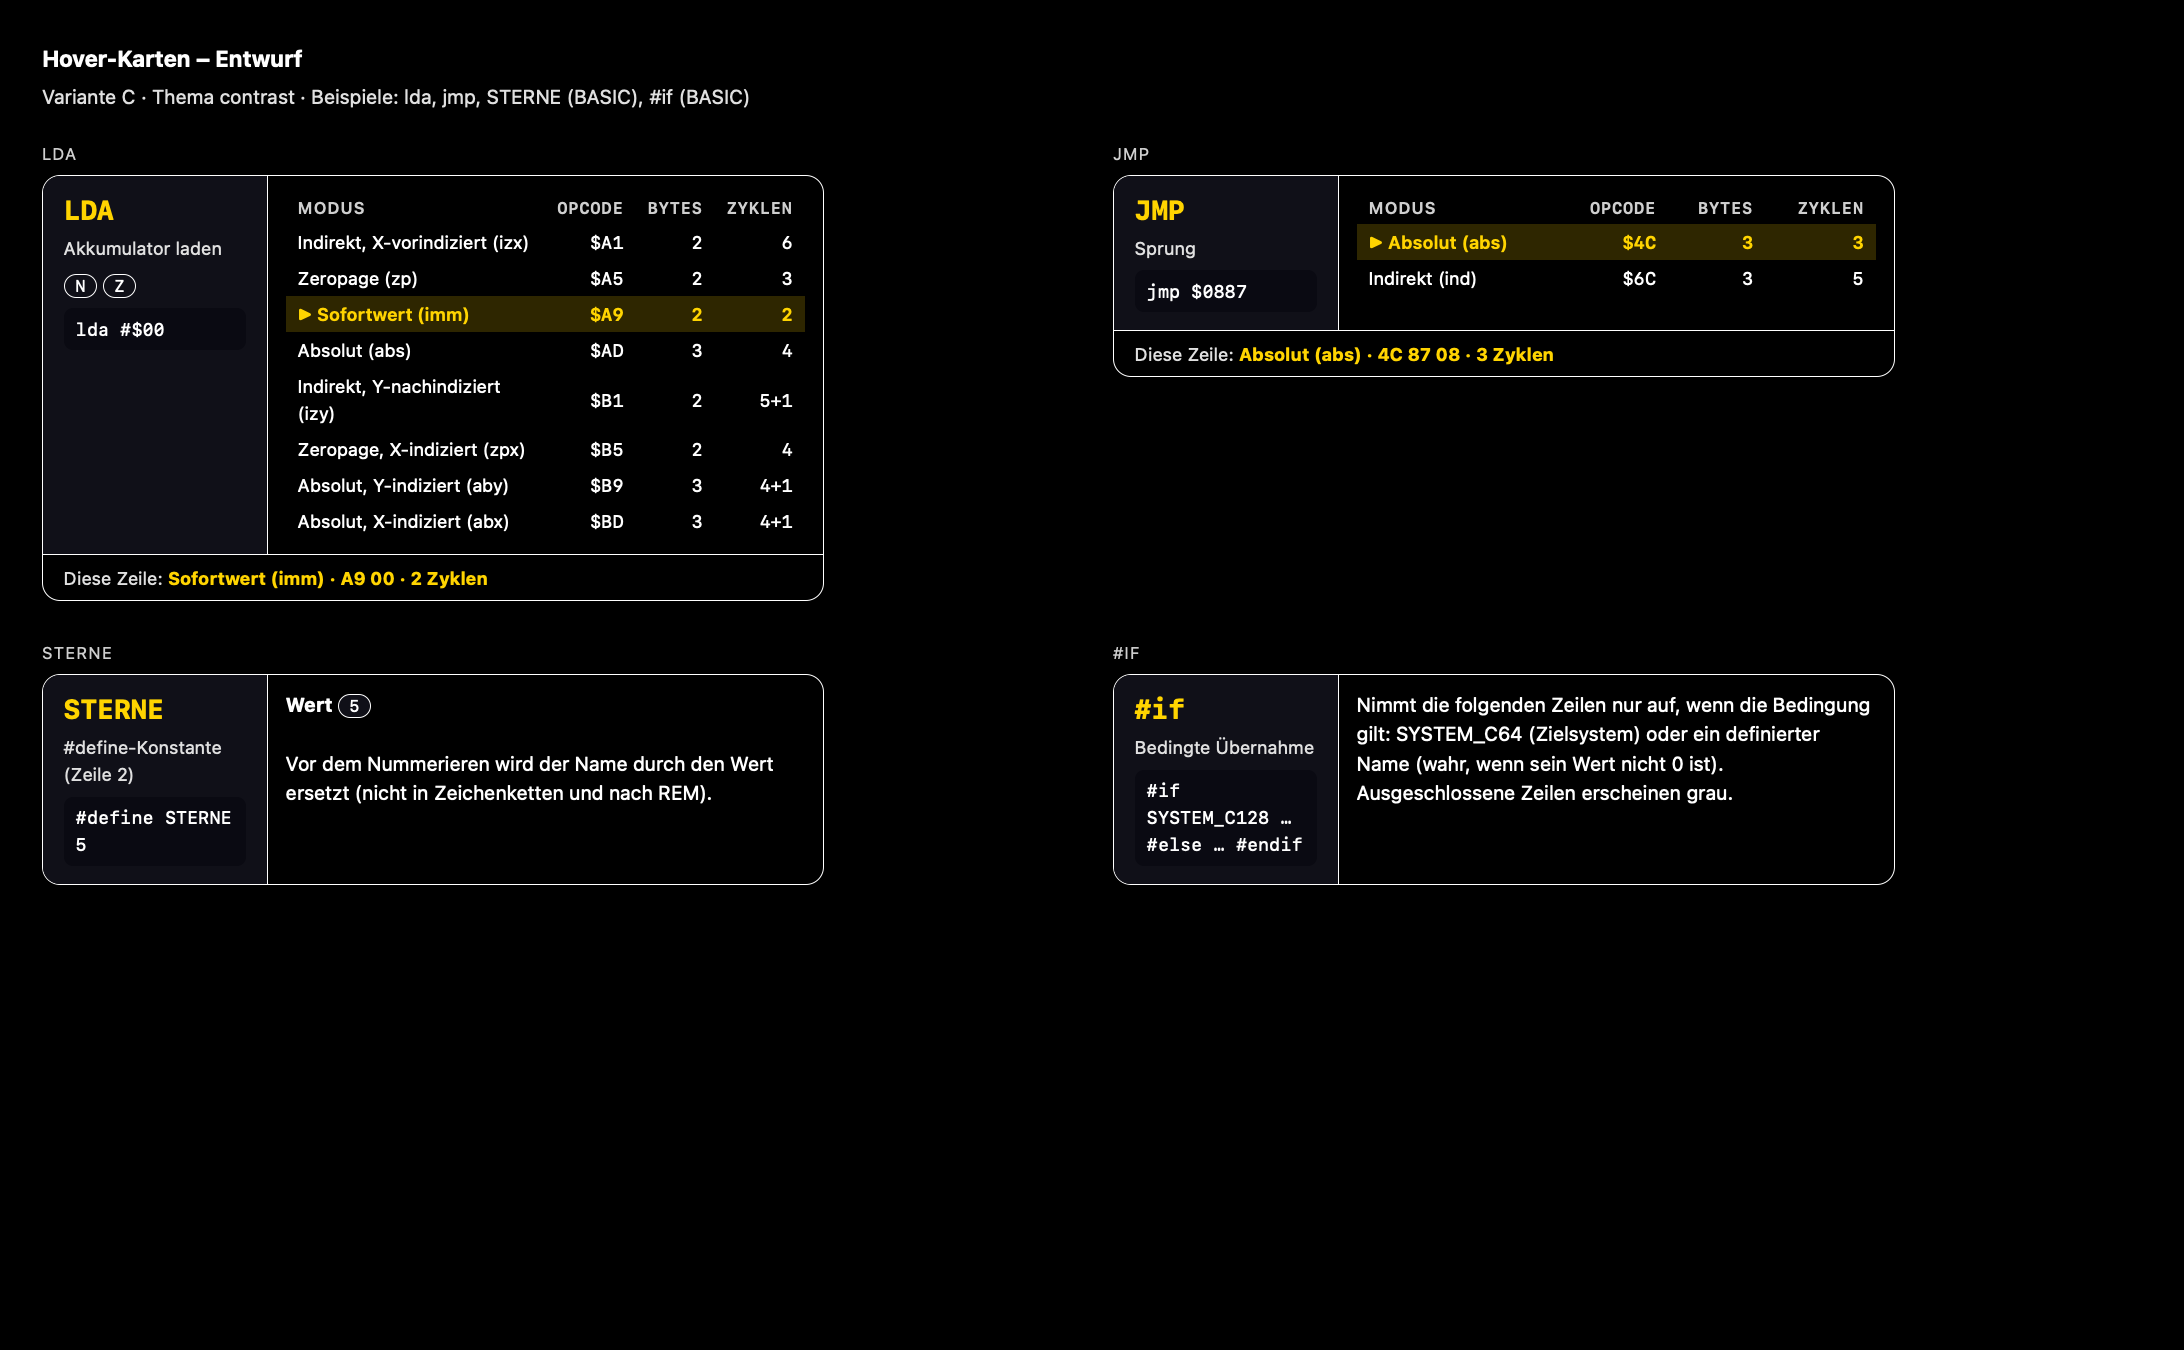 Hover-Karten – Entwurf
Variante C · Thema contrast · Beispiele: lda, jmp, STERNE (BASIC), #if (BASIC)
LDA
LDA
Akkumulator laden
N Z
lda #$00
MODUS OPCODE BYTES ZYKLEN
Indirekt, X-vorindiziert (izx) $A1 2 6
Zeropage (zp) $A5 2 3
▶ Sofortwert (imm) $A9 2 2
Absolut (abs) $AD 3 4
Indirekt, Y-nachindiziert
(izy) $B1 2 5+1
Zeropage, X-indiziert (zpx) $B5 2 4
Absolut, Y-indiziert (aby) $B9 3 4+1
Absolut, X-indiziert (abx) $BD 3 4+1
Diese Zeile: Sofortwert (imm) · A9 00 · 2 Zyklen
JMP
JMP
Sprung
jmp $0887
MODUS OPCODE BYTES ZYKLEN
▶ Absolut (abs) $4C 3 3
Indirekt (ind) $6C 3 5
Diese Zeile: Absolut (abs) · 4C 87 08 · 3 Zyklen
STERNE
STERNE
#define-Konstante
(Zeile 2)
#define STERNE
5
Wert 5
Vor dem Nummerieren wird der Name durch den Wert
ersetzt (nicht in Zeichenketten und nach REM).
#IF
#if
Bedingte Übernahme
#if
SYSTEM_C128 …
#else … #endif
Nimmt die folgenden Zeilen nur auf, wenn die Bedingung
gilt: SYSTEM_C64 (Zielsystem) oder ein definierter
Name (wahr, wenn sein Wert nicht 0 ist).
Ausgeschlossene Zeilen erscheinen grau.